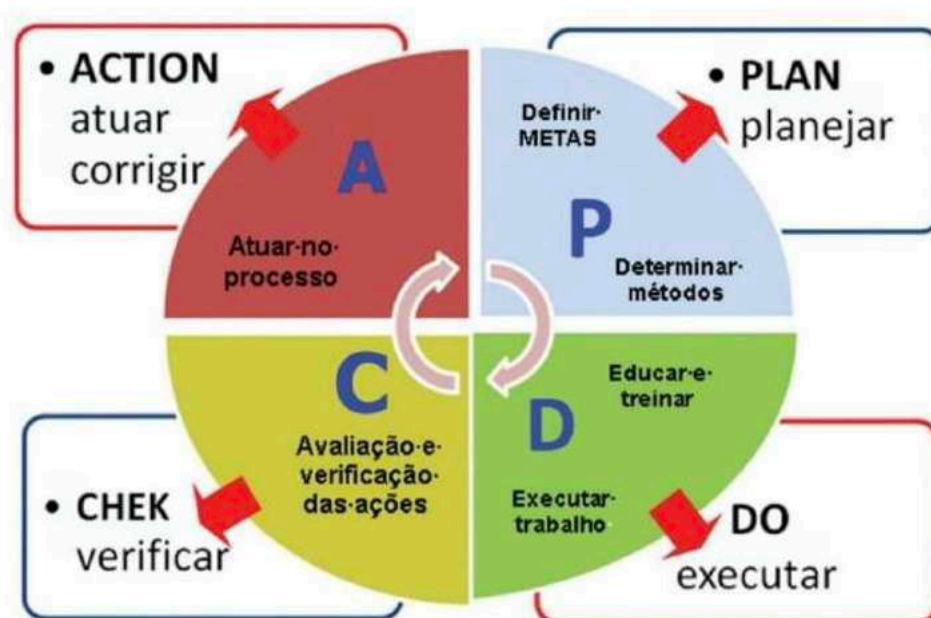 • ACTION
atuar
corrigir
A
Atuar·no·
processo
• PLAN
planejar
Definir·
METAS
P
Determinar·
métodos
C
Avaliação·e·
verificação·
das·ações
• CHEK
verificar
Educar·e·
treinar
D
Executar·
trabalho·
DO
executar